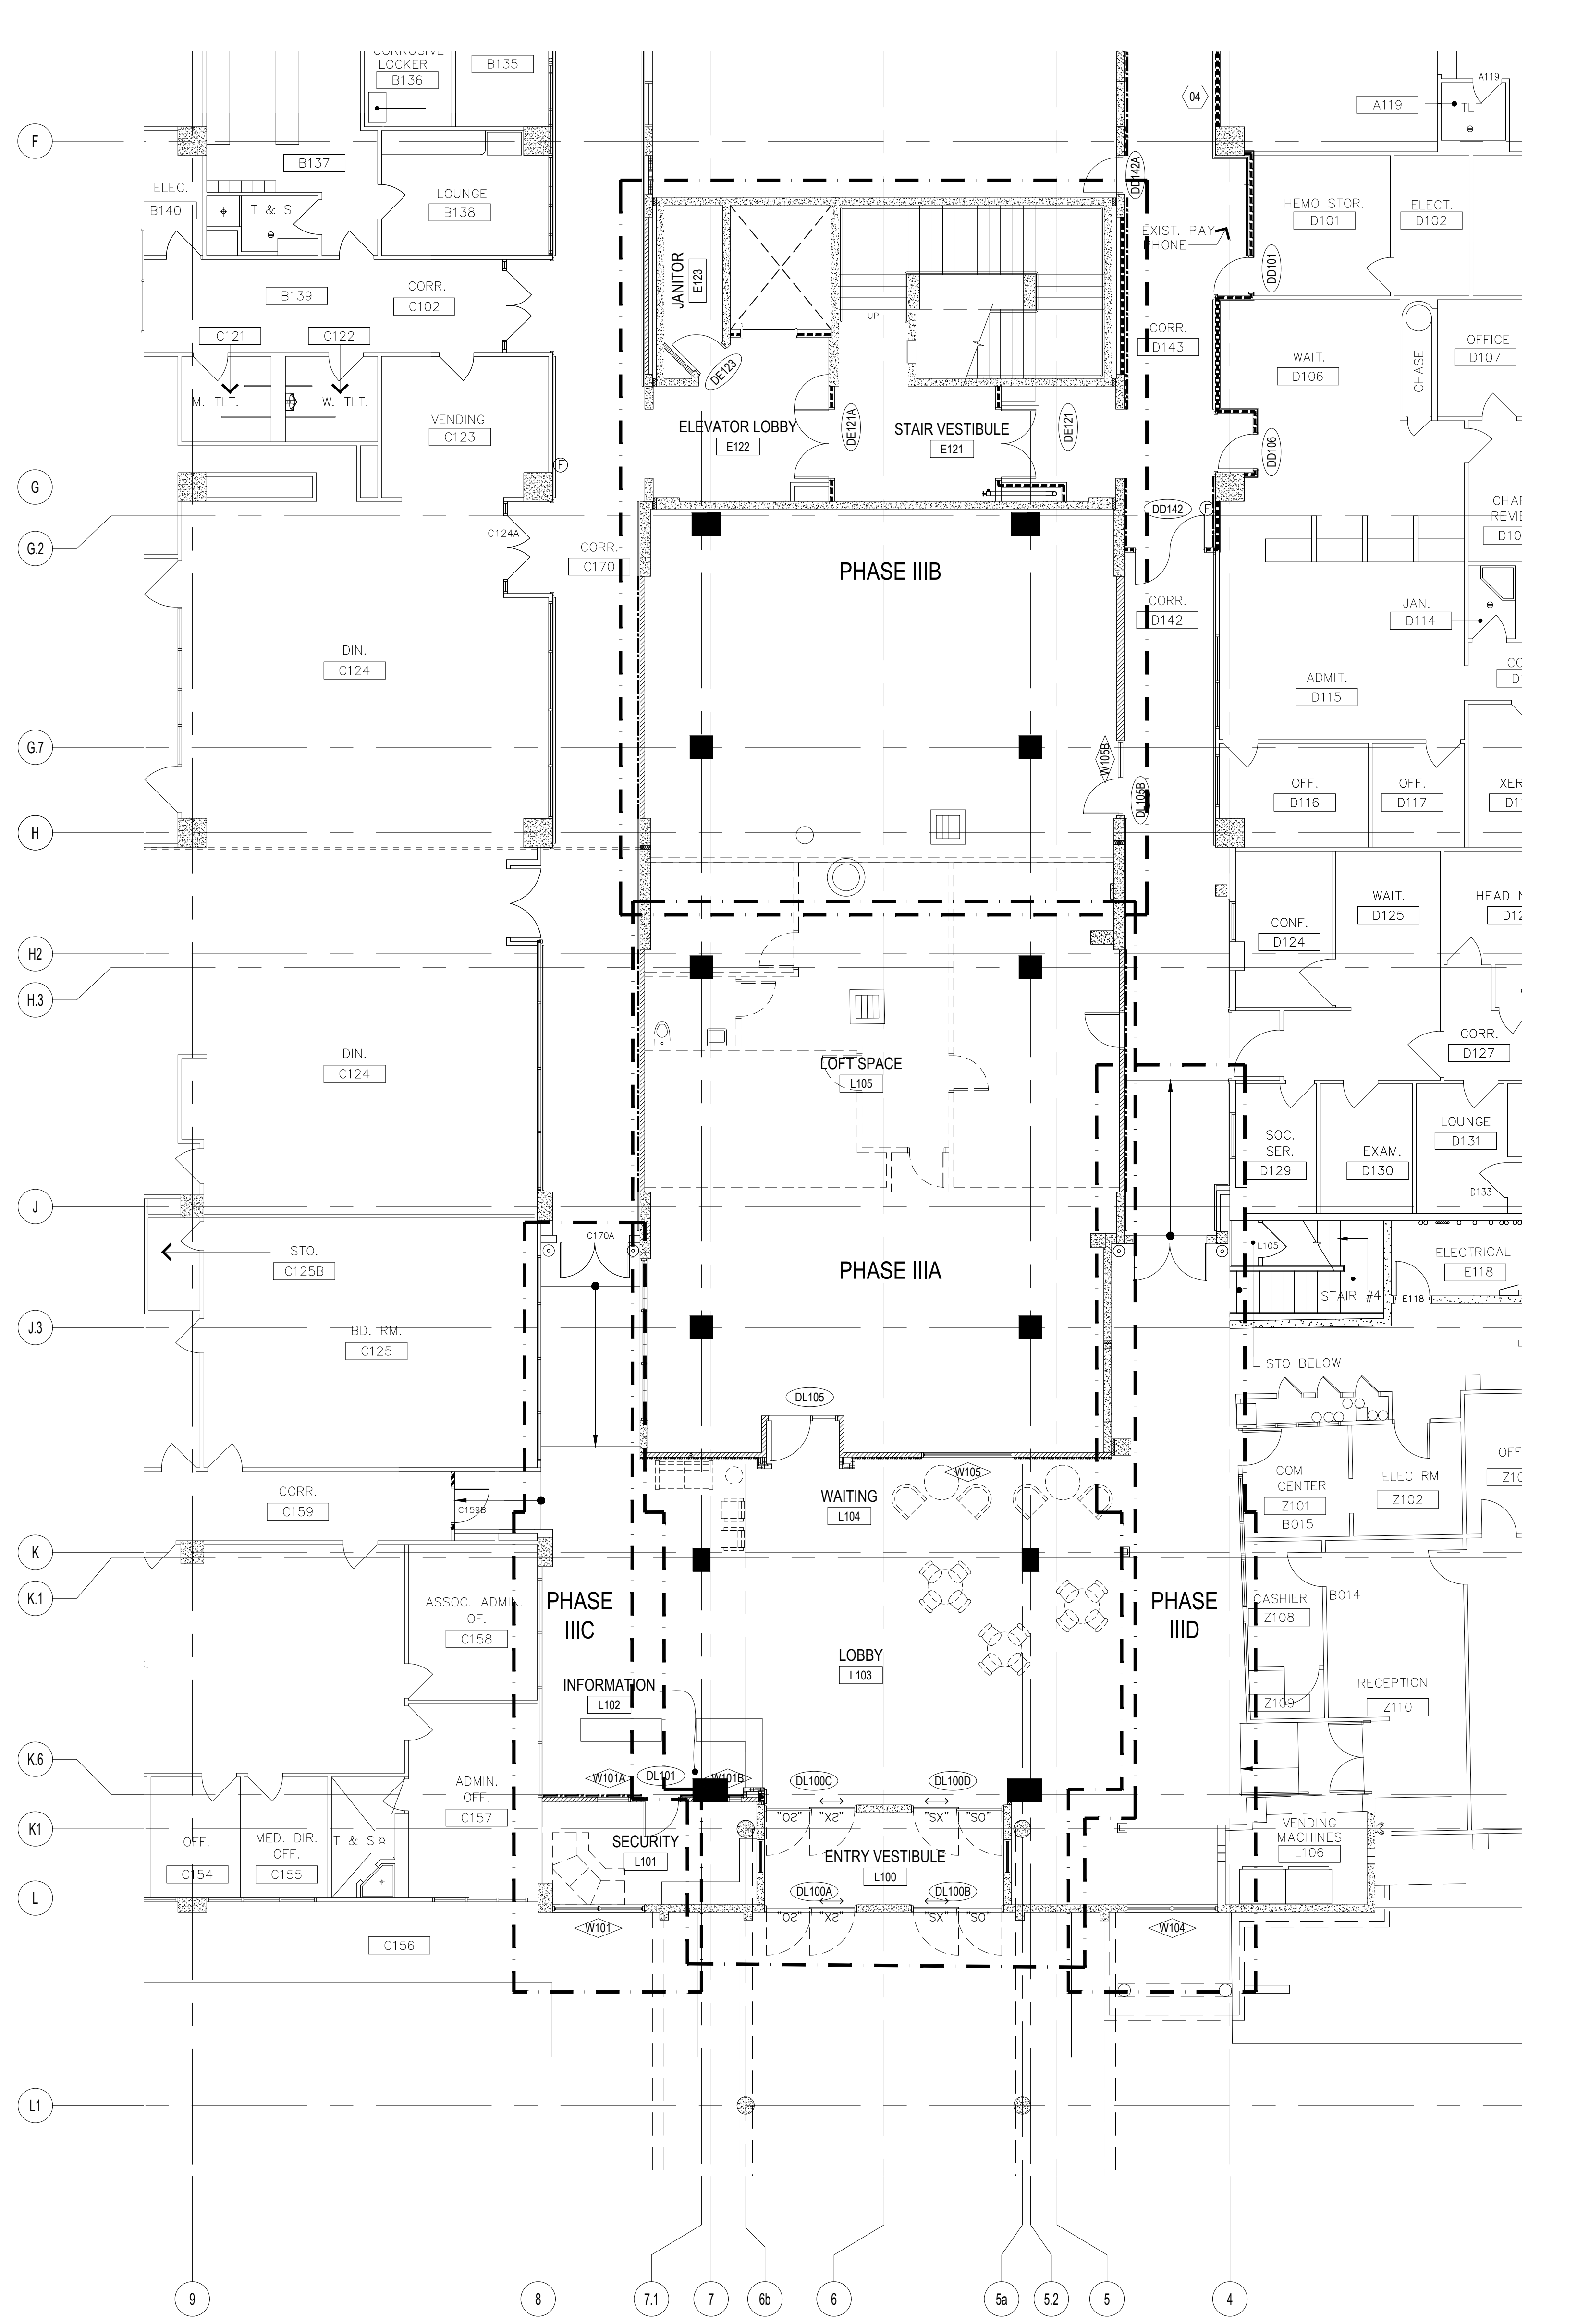 CORROSIVE
LOCKER
B136
B135
04
A119
A119
TLT
F
B137
ELEC.
B140
T & S
LOUNGE
B138
DD142A
HEMO STOR.
D101
ELECT.
D102
EXIST. PAY
PHONE
DD101
JANITOR
E123
B139
CORR.
C102
UP
CORR.
D143
C121
C122
WAIT.
D106
CHASE
OFFICE
D107
DE123
M. TLT.
W. TLT.
VENDING
C123
ELEVATOR LOBBY
E122
DE121A
STAIR VESTIBULE
E121
DE121
DD106
F
G
C124A
DD142
F
G.2
CORR.
C170
PHASE IIIB
CORR.
D142
JAN.
D114
DIN.
C124
ADMIT.
D115
G.7
W105B
DL105B
OFF.
D116
OFF.
D117
H
WAIT.
D125
CONF.
D124
H2
H.3
CORR.
D127
DIN.
C124
LOFT SPACE
L105
LOUNGE
D131
SOC.
SER.
D129
EXAM.
D130
D133
J
C170A
L105
STO.
C125B
PHASE IIIA
ELECTRICAL
E118
STAIR #4
E118
J.3
BD. RM.
C125
STO BELOW
DL105
CORR.
C159
C159B
WAITING
L104
W105
COM
CENTER
Z101
B015
ELEC RM
Z102
K
K.1
ASSOC. ADMIN.
OF.
C158
PHASE
IIIC
PHASE
IIID
CASHIER
Z108
B014
LOBBY
L103
INFORMATION
L102
Z109
RECEPTION
Z110
K.6
ADMIN.
OFF.
C157
W101A
DL101
W101B
DL100C
DL100D
"O2"
"X2"
"SX"
"SO"
K1
OFF.
C154
MED. DIR.
OFF.
C155
T & S
SECURITY
L101
ENTRY VESTIBULE
L100
VENDING
MACHINES
L106
L
DL100A
DL100B
"O2"
"X2"
"SX"
"SO"
W101
W104
C156
L1
9
8
7.1
7
6b
6
5a
5.2
5
4